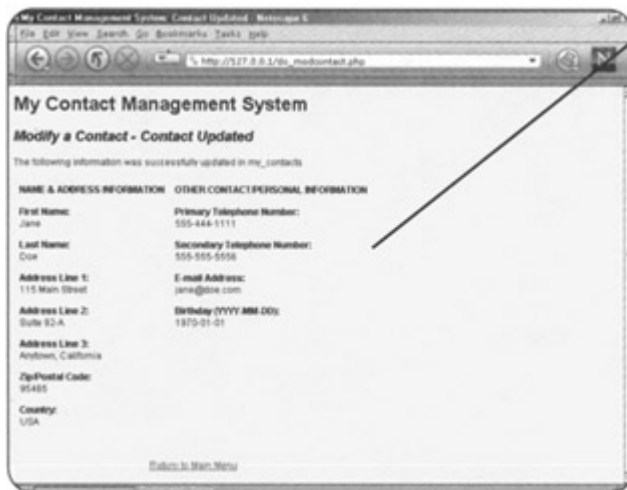 My Contact Management System: Contact Updated - Netscape 6
File Edit View Search Go Bookmarks Tasks Help
http://127.0.0.1/do_modcontact.php
N
My Contact Management System
Modify a Contact - Contact Updated
The following information was successfully updated in my_contacts
NAME & ADDRESS INFORMATION OTHER CONTACT/PERSONAL INFORMATION
First Name: Primary Telephone Number:
Jane 555-444-1111
Last Name: Secondary Telephone Number:
Doe 555-555-5556
Address Line 1: E-mail Address:
115 Main Street jane@doe.com
Address Line 2: Birthday (YYYY-MM-DD):
Suite 92-A 1970-01-01
Address Line 3:
Anytown, California
Zip/Postal Code:
95485
Country:
USA
Return to Main Menu